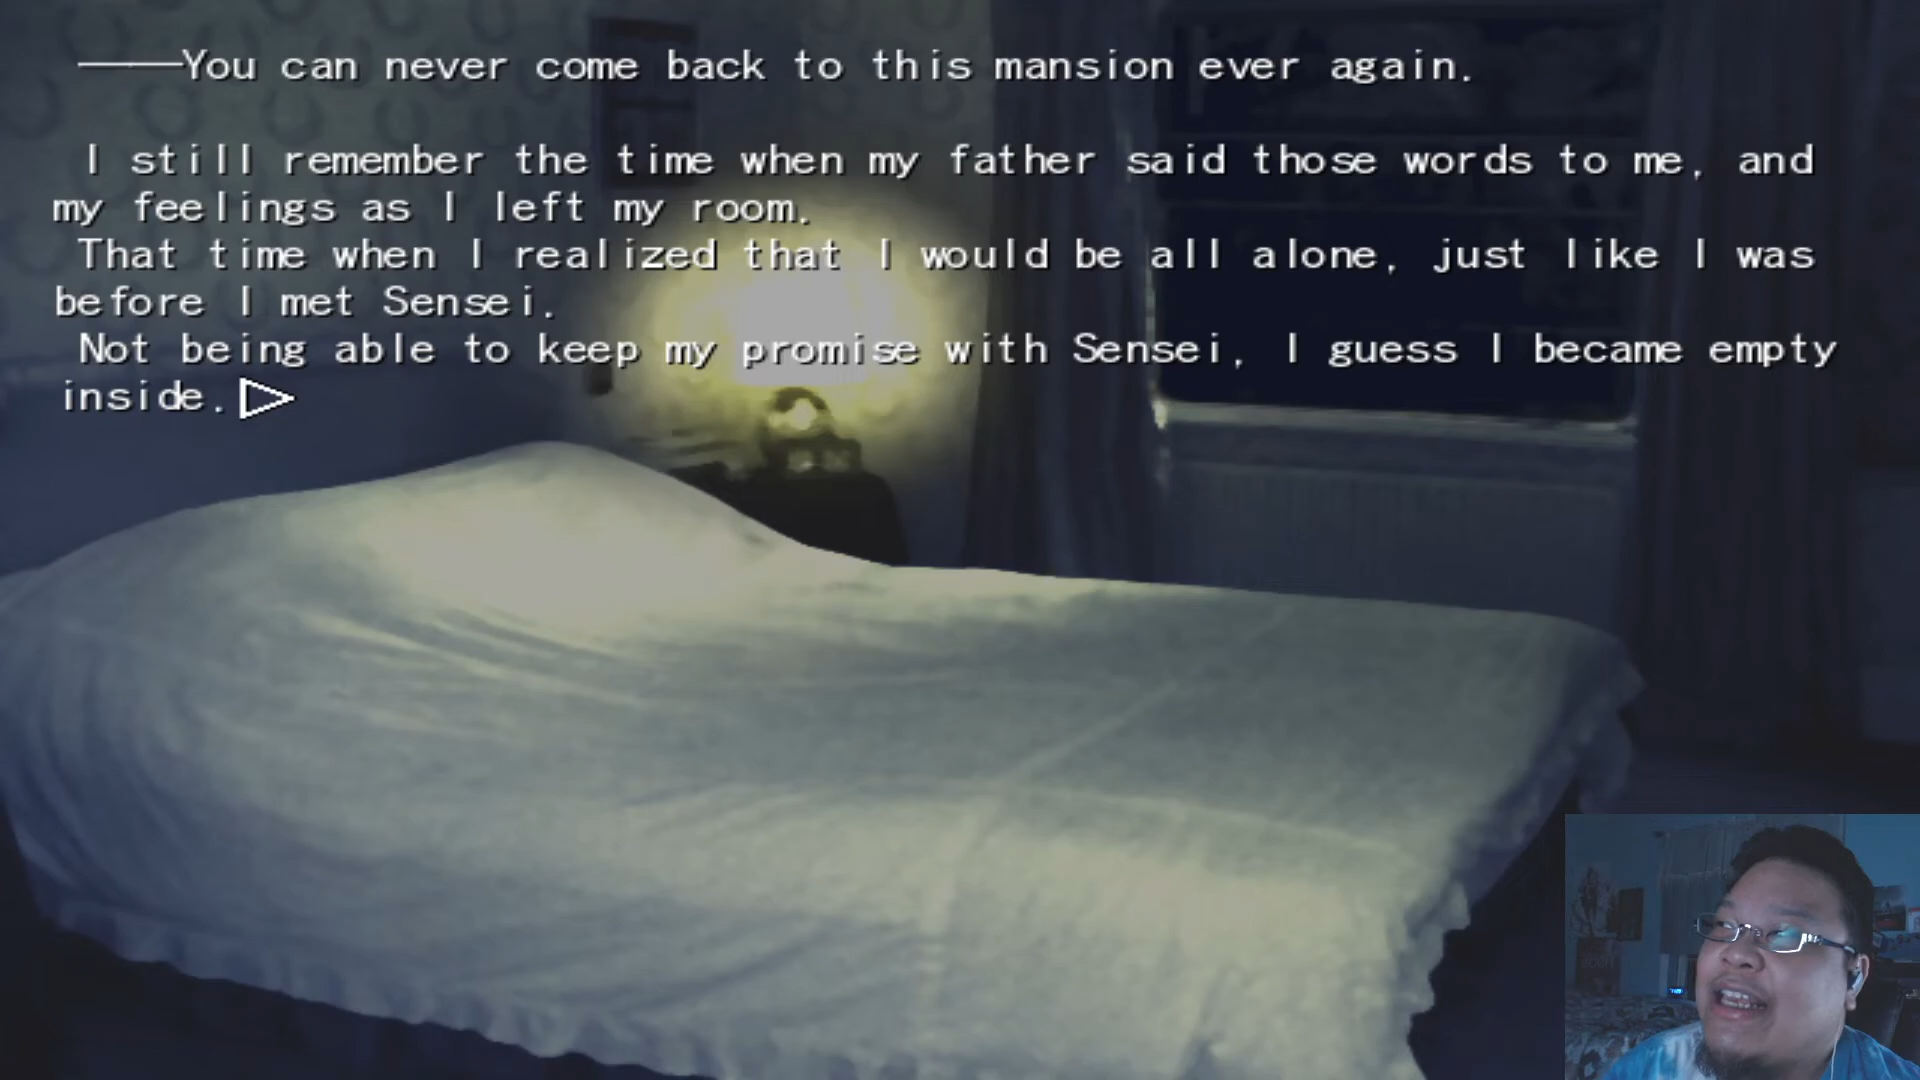 ───You can never come back to this mansion ever again.
I still remember the time when my father said those words to me, and
my feelings as I left my room.
That time when I realized that I would be all alone, just like I was
before I met Sensei.
Not being able to keep my promise with Sensei, I guess I became empty
inside.